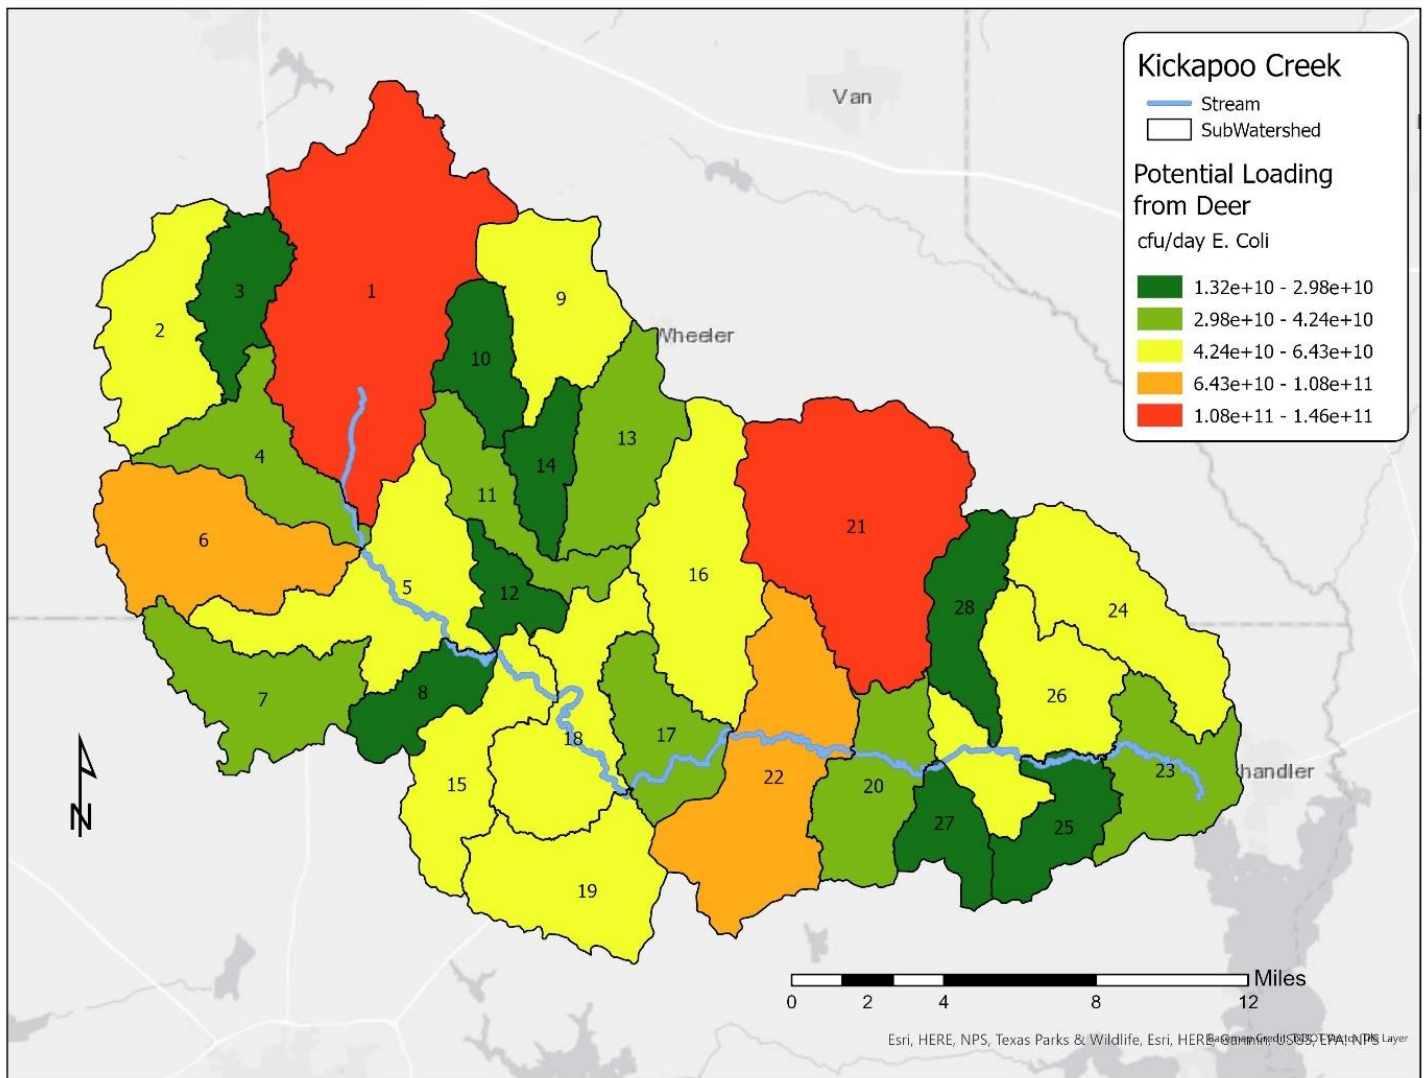 Van
Kickapoo Creek
Stream
SubWatershed
Potential Loading
from Deer
cfu/day E. Coli
1.32e+10 - 2.98e+10
2.98e+10 - 4.24e+10
4.24e+10 - 6.43e+10
6.43e+10 - 1.08e+11
1.08e+11 - 1.46e+11
1
2
3
9
Wheeler
10
4
13
14
11
6
21
16
5
12
28
24
7
8
26
17
18
15
22
20
23
handler
27
25
19
N
Miles
0 2 4 8 12
Esri, HERE, NPS, Texas Parks & Wildlife, Esri, HERE, Garmin, USGS, EPA, NPS